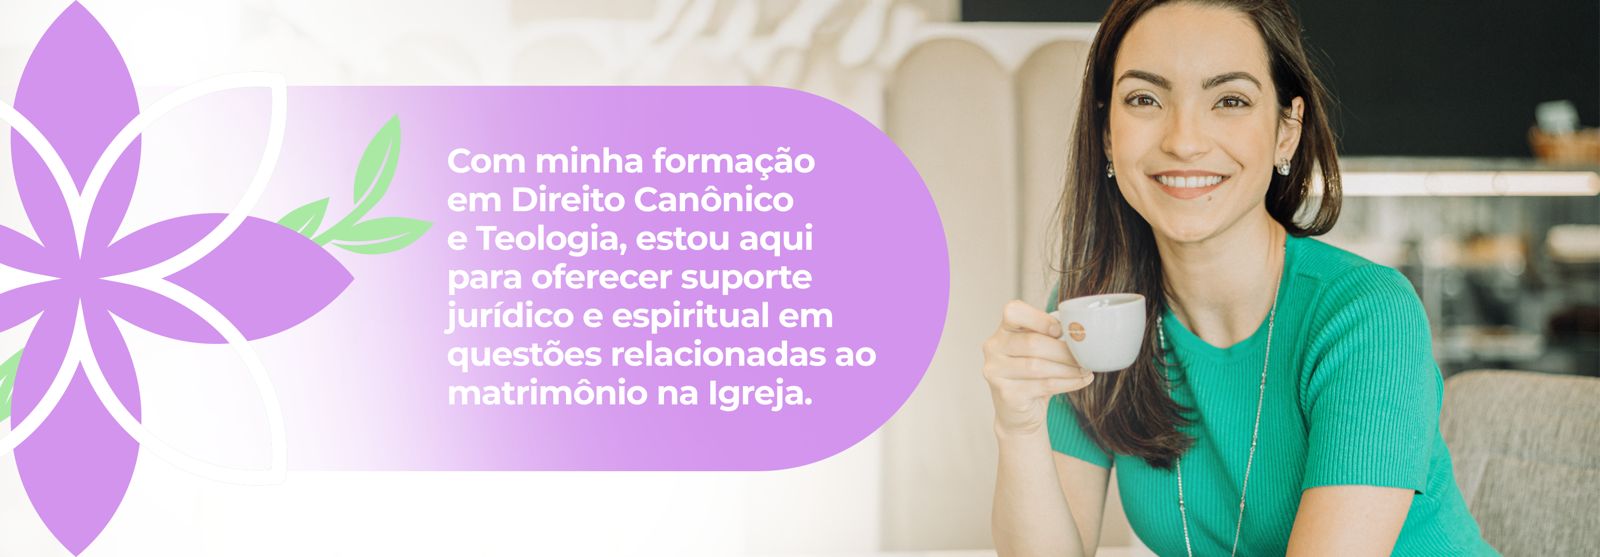 Com minha formação
em Direito Canônico
e Teologia, estou aqui
para oferecer suporte
jurídico e espiritual em
questões relacionadas ao
matrimônio na Igreja.